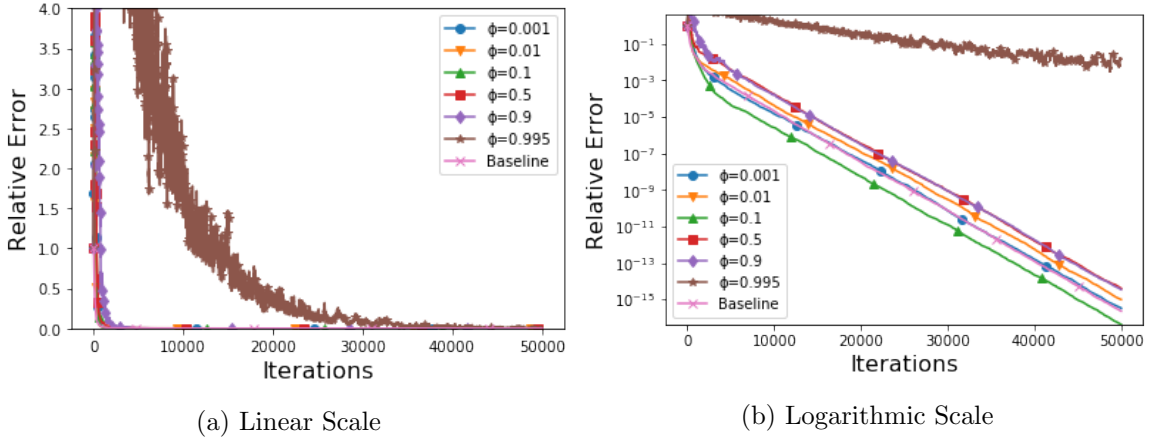 4.0
3.5
3.0
2.5
2.0
1.5
1.0
0.5
0.0
Relative Error
0
10000
20000
30000
40000
50000
Iterations
ϕ=0.001
ϕ=0.01
ϕ=0.1
ϕ=0.5
ϕ=0.9
ϕ=0.995
Baseline
(a) Linear Scale
10⁻¹
10⁻³
10⁻⁵
10⁻⁷
10⁻⁹
10⁻¹¹
10⁻¹³
10⁻¹⁵
Relative Error
0
10000
20000
30000
40000
50000
Iterations
ϕ=0.001
ϕ=0.01
ϕ=0.1
ϕ=0.5
ϕ=0.9
ϕ=0.995
Baseline
(b) Logarithmic Scale